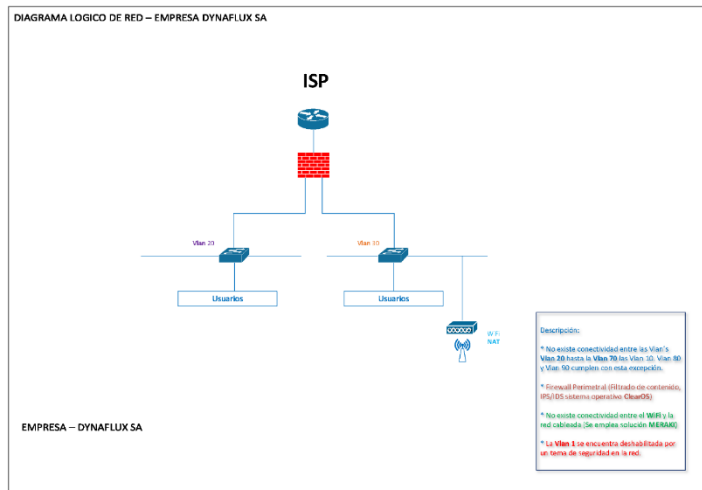 DIAGRAMA LOGICO DE RED – EMPRESA DYNAFLUX SA
ISP
Vlan 20
Vlan 10
Usuarios
Usuarios
WiFi
NAT
Descripción:
* No existe conectividad entre las Vlan's
Vlan 20 hasta la Vlan 70 las Vlan 10. Vlan 80
y Vlan 90 cumplen con esta excepción.
* Firewall Perimetral (Filtrado de contenido,
IPS/IDS sistema operativo ClearOS)
* No existe conectividad entre el WiFi y la
red cableada (Se emplea solución MERAKI)
* La Vlan 1 se encuentra deshabilitada por
un tema de seguridad en la red.
EMPRESA – DYNAFLUX SA